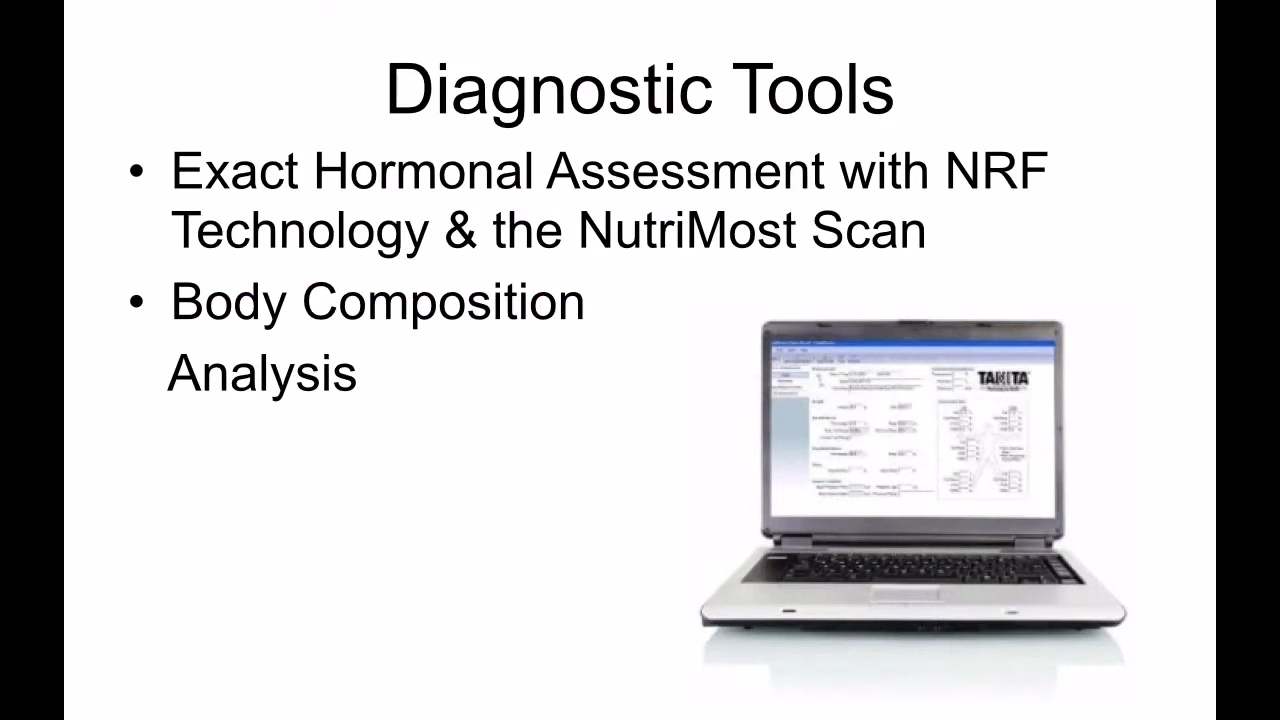 Diagnostic Tools
• Exact Hormonal Assessment with NRF
Technology & the NutriMost Scan
• Body Composition
Analysis
TANITA